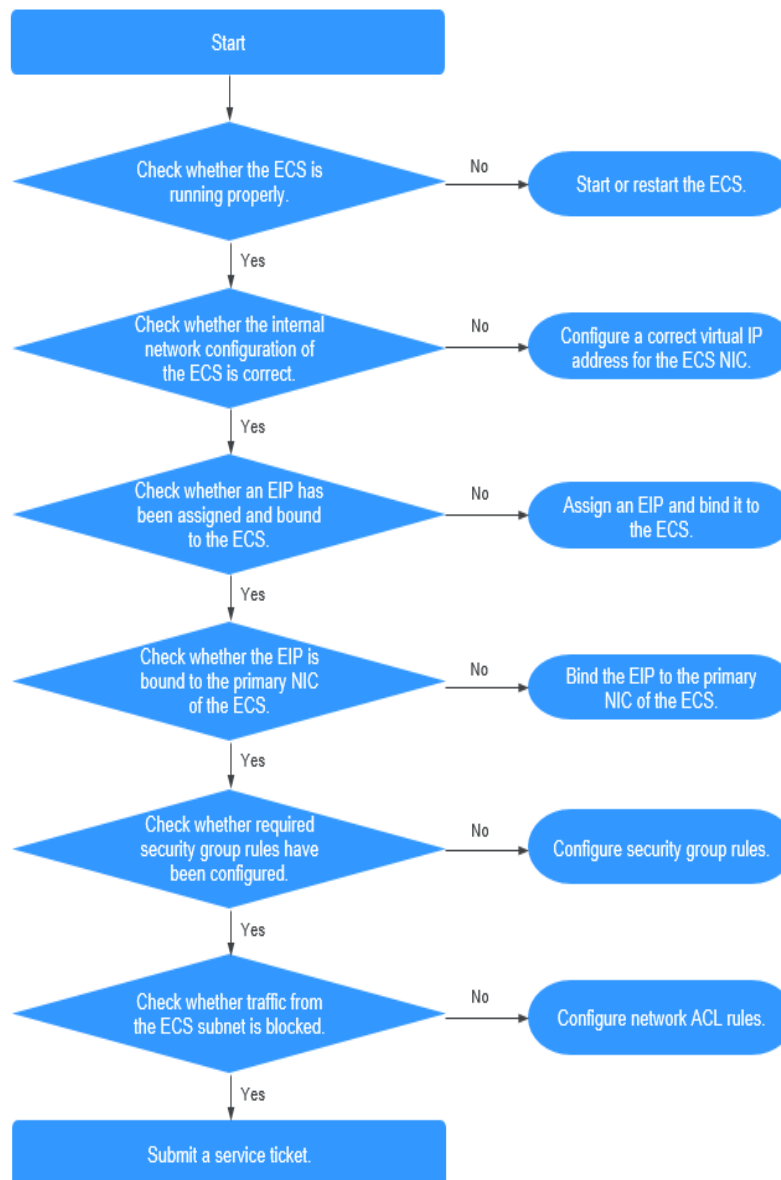 Start
Check whether the ECS is
running properly.
No
Start or restart the ECS.
Yes
Check whether the internal
network configuration of
the ECS is correct.
No
Configure a correct virtual IP
address for the ECS NIC.
Yes
Check whether an EIP has
been assigned and bound
to the ECS.
No
Assign an EIP and bind it to
the ECS.
Yes
Check whether the EIP is
bound to the primary NIC
of the ECS.
No
Bind the EIP to the primary
NIC of the ECS.
Yes
Check whether required
security group rules have
been configured.
No
Configure security group rules.
Yes
Check whether traffic from
the ECS subnet is blocked.
No
Configure network ACL rules.
Yes
Submit a service ticket.